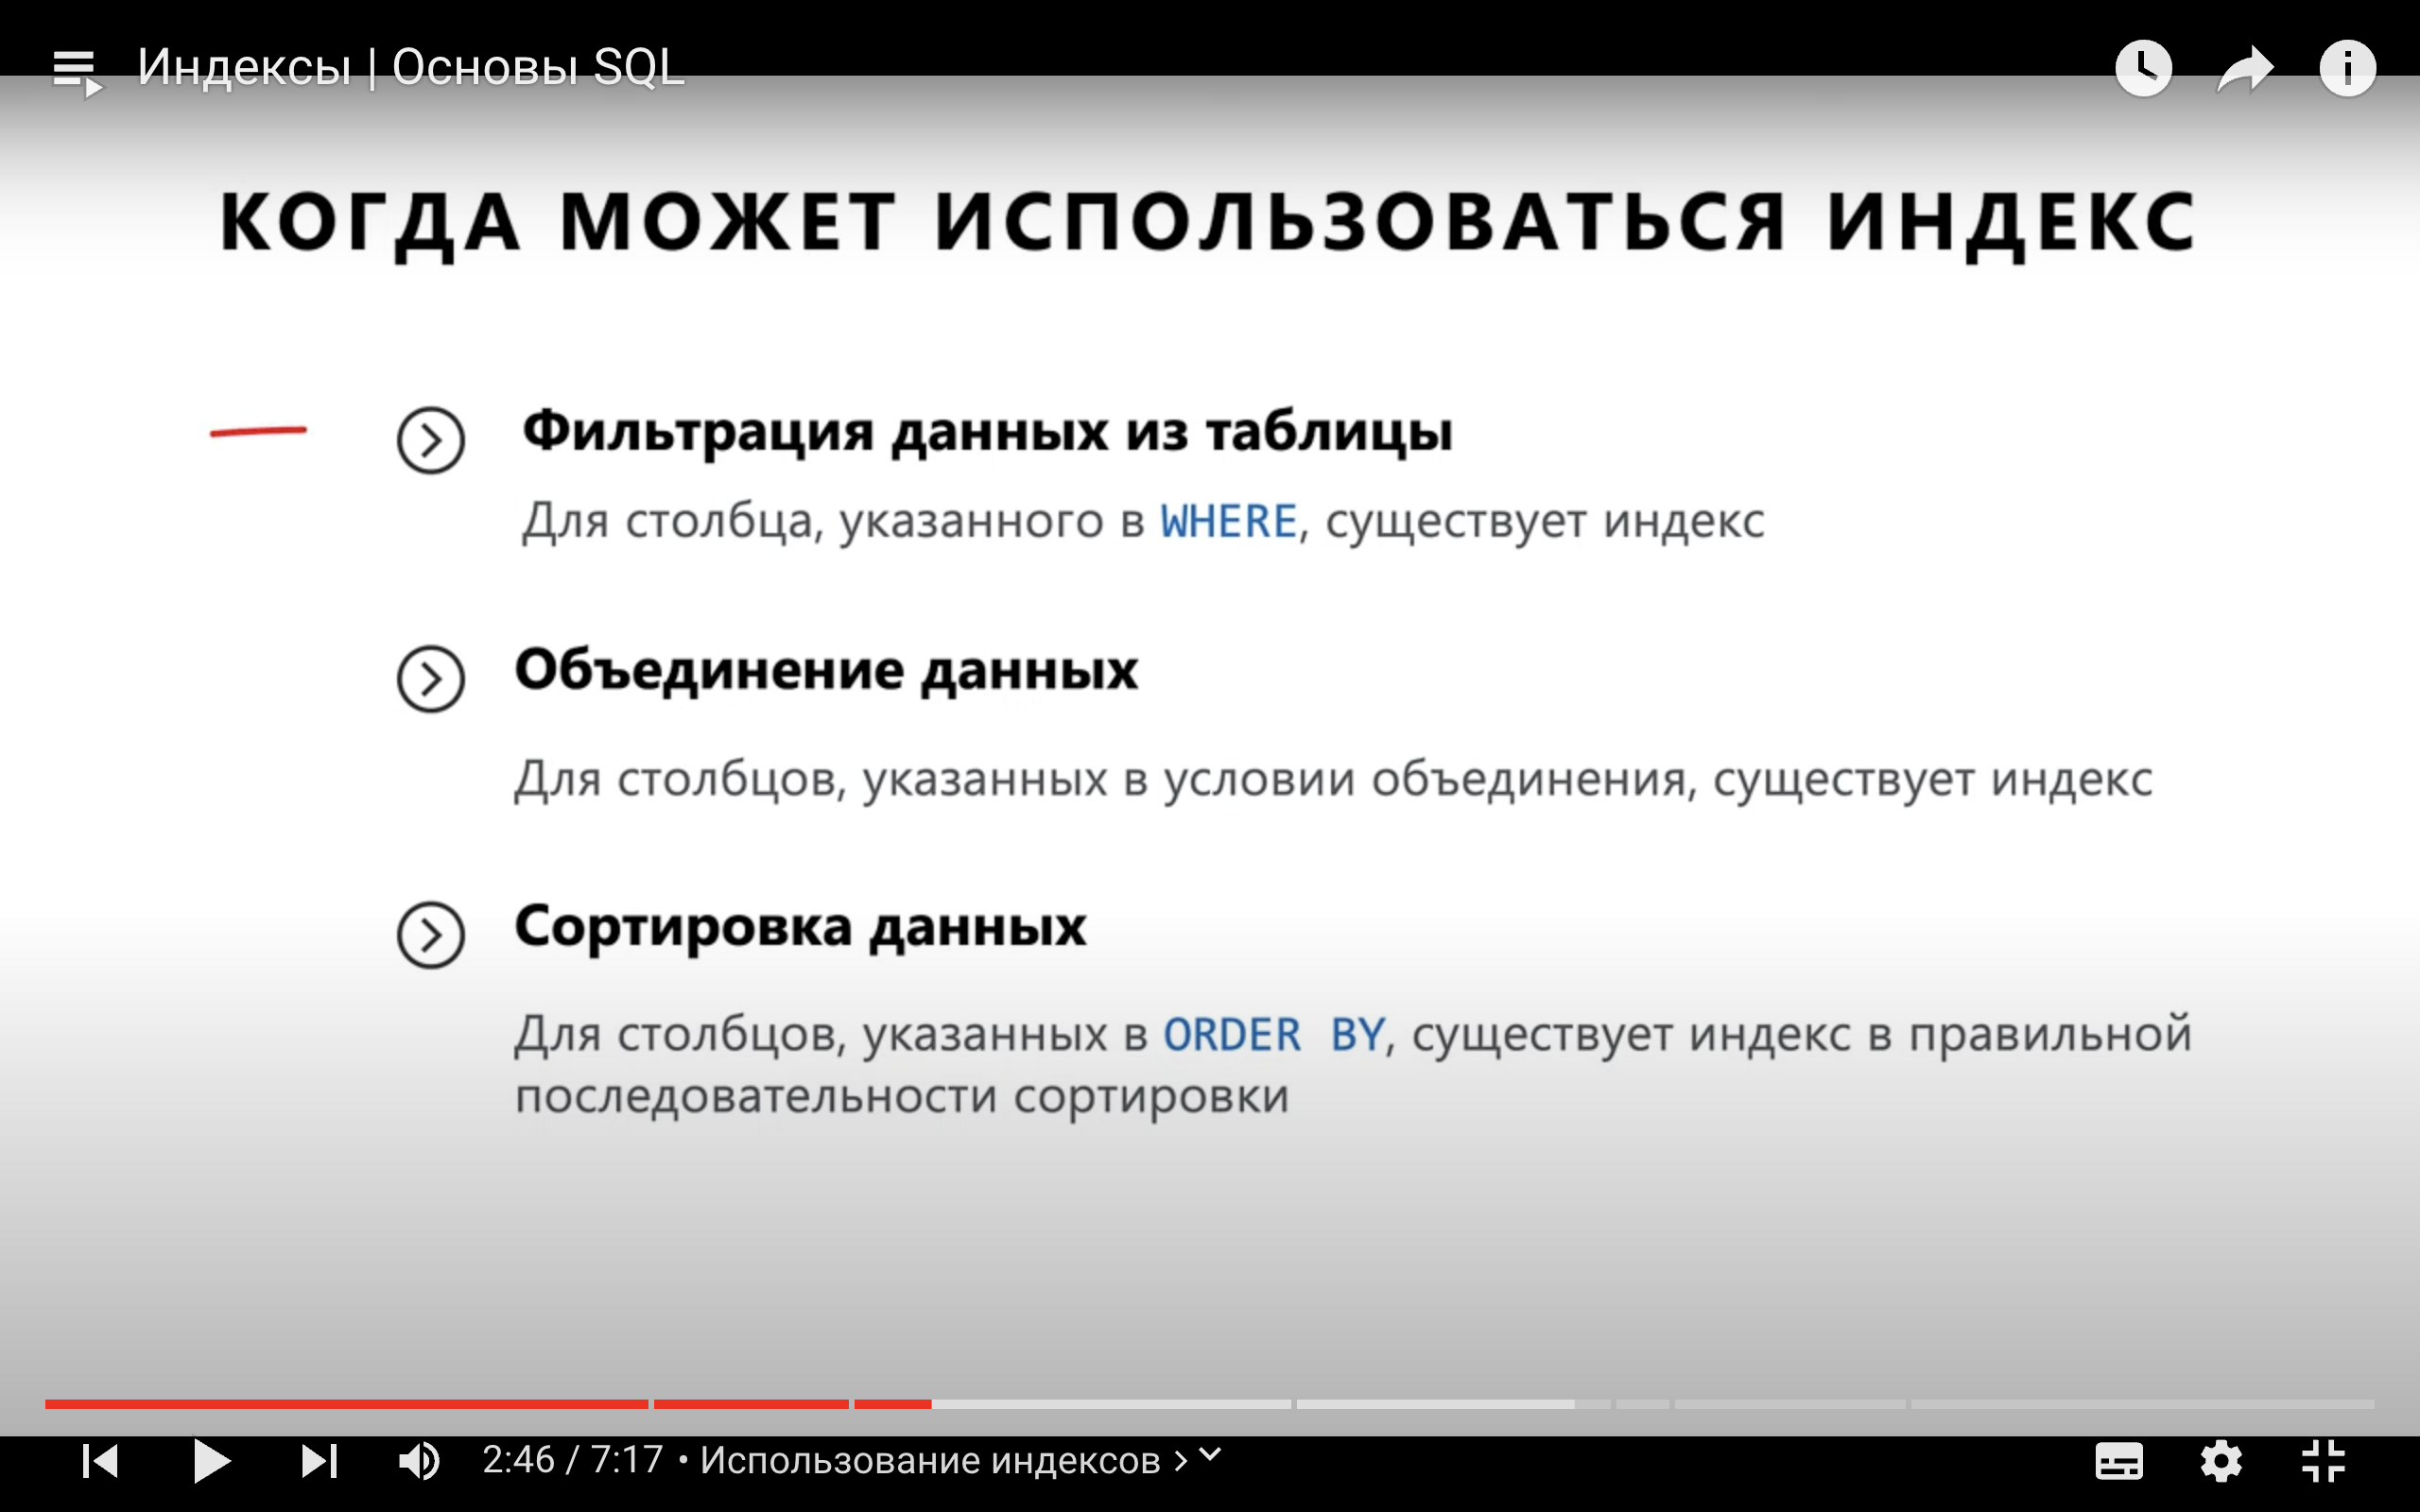 Индексы | Основы SQL
КОГДА МОЖЕТ ИСПОЛЬЗОВАТЬСЯ ИНДЕКС
Фильтрация данных из таблицы
Для столбца, указанного в WHERE, существует индекс
Объединение данных
Для столбцов, указанных в условии объединения, существует индекс
Сортировка данных
Для столбцов, указанных в ORDER BY, существует индекс в правильной
последовательности сортировки
2:46 / 7:17 • Использование индексов